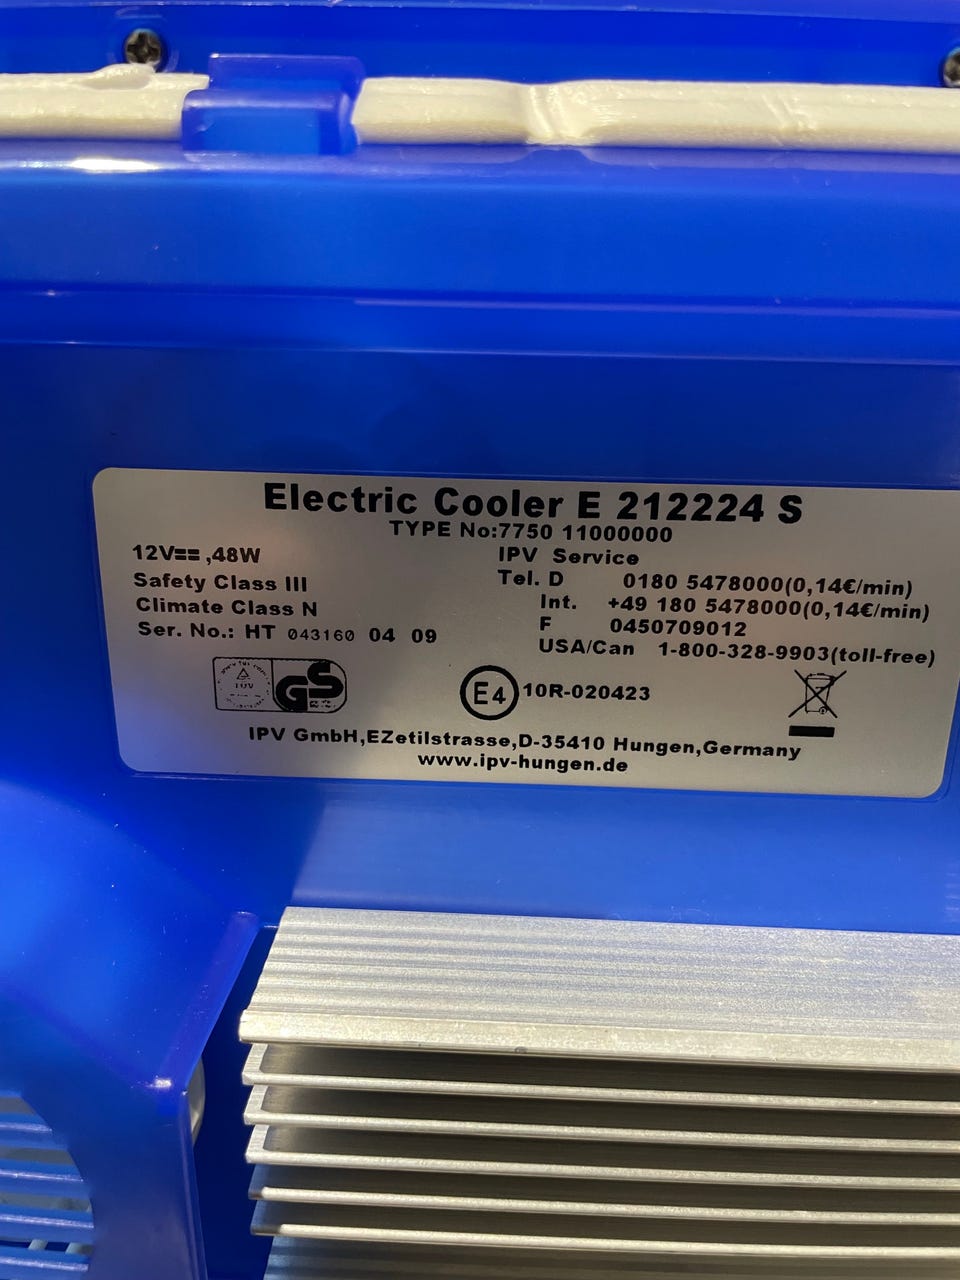 Electric Cooler E 212224 S
TYPE No:7750 11000000
12V⎓,48W
Safety Class III
Climate Class N
Ser. No.: HT 043160 04 09
IPV Service
Tel. D 0180 5478000(0,14€/min)
Int. +49 180 5478000(0,14€/min)
F 0450709012
USA/Can 1-800-328-9903(toll-free)
TÜV
GS
E4 10R-020423
IPV GmbH,EZetilstrasse,D-35410 Hungen,Germany
www.ipv-hungen.de